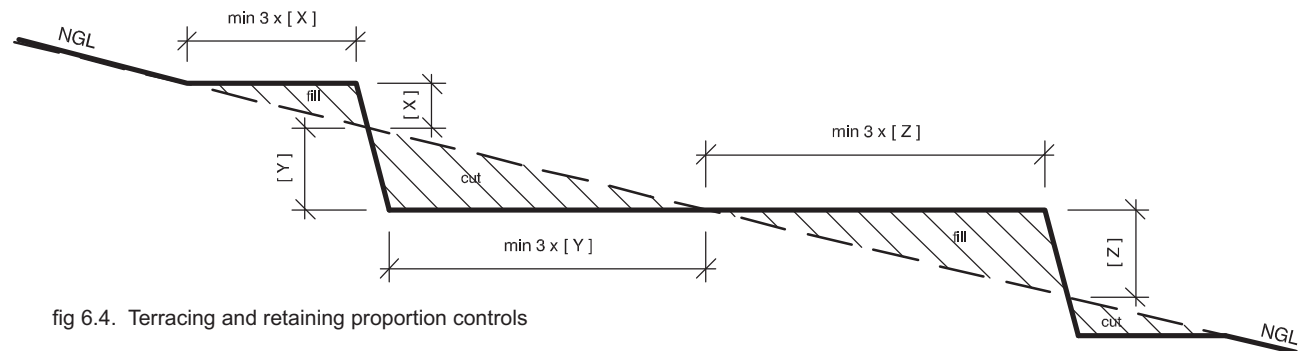 min 3 x [ X ]
NGL
fill
[ X ]
[ Y ]
min 3 x [ Z ]
cut
min 3 x [ Y ]
fill
[ Z ]
cut
NGL
fig 6.4. Terracing and retaining proportion controls